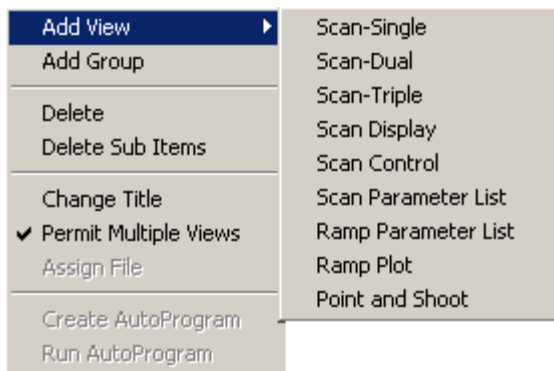 Add View
Add Group
Delete
Delete Sub Items
Change Title
Permit Multiple Views
Assign File
Create AutoProgram
Run AutoProgram
Scan-Single
Scan-Dual
Scan-Triple
Scan Display
Scan Control
Scan Parameter List
Ramp Parameter List
Ramp Plot
Point and Shoot